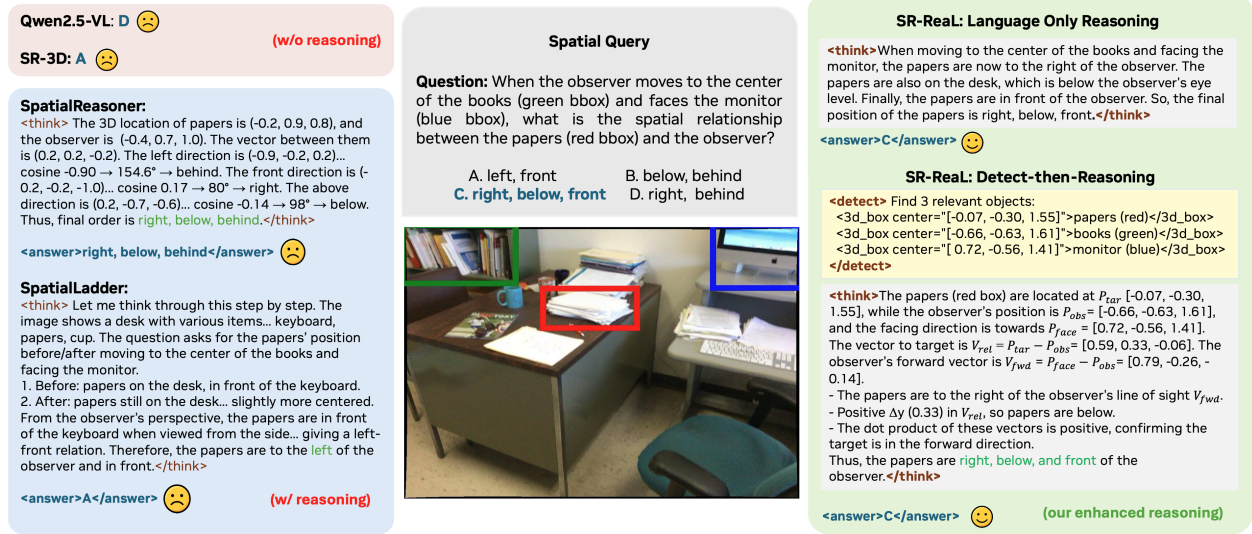 Qwen2.5-VL: D
(w/o reasoning)
SR-3D: A
SpatialReasoner:
<think> The 3D location of papers is (-0.2, 0.9, 0.8), and
the observer is (-0.4, 0.7, 1.0). The vector between them
is (0.2, 0.2, -0.2). The left direction is (-0.9, -0.2, 0.2)...
cosine -0.90 → 154.6° → behind. The front direction is (-
0.2, -0.2, -1.0)... cosine 0.17 → 80° → right. The above
direction is (0.2, -0.7, -0.6)... cosine -0.14 → 98° → below.
Thus, final order is right, below, behind.</think>
<answer>right, below, behind</answer>
SpatialLadder:
<think> Let me think through this step by step. The
image shows a desk with various items... keyboard,
papers, cup. The question asks for the papers' position
before/after moving to the center of the books and
facing the monitor.
1. Before: papers on the desk, in front of the keyboard.
2. After: papers still on the desk... slightly more centered.
From the observer's perspective, the papers are in front
of the keyboard when viewed from the side... giving a left-
front relation. Therefore, the papers are to the left of the
observer and in front.</think>
<answer>A</answer>
(w/ reasoning)
Spatial Query
Question: When the observer moves to the center
of the books (green bbox) and faces the monitor
(blue bbox), what is the spatial relationship
between the papers (red bbox) and the observer?
A. left, front
B. below, behind
C. right, below, front
D. right, behind
SR-ReaL: Language Only Reasoning
<think>When moving to the center of the books and facing the
monitor, the papers are now to the right of the observer. The
papers are also on the desk, which is below the observer's eye
level. Finally, the papers are in front of the observer. So, the final
position of the papers is right, below, front.</think>
<answer>C</answer>
SR-ReaL: Detect-then-Reasoning
<detect> Find 3 relevant objects:
<3d_box center="[-0.07, -0.30, 1.55]">papers (red)</3d_box>
<3d_box center="[-0.66, -0.63, 1.61]">books (green)</3d_box>
<3d_box center="[ 0.72, -0.56, 1.41]">monitor (blue)</3d_box>
</detect>
<think>The papers (red box) are located at P_tar [-0.07, -0.30,
1.55], while the observer's position is P_obs= [-0.66, -0.63, 1.61],
and the facing direction is towards P_face = [0.72, -0.56, 1.41].
The vector to target is V_rel = P_tar − P_obs= [0.59, 0.33, -0.06]. The
observer's forward vector is V_fwd = P_face − P_obs= [0.79, -0.26, -
0.14].
- The papers are to the right of the observer's line of sight V_fwd.
- Positive Δy (0.33) in V_rel, so papers are below.
- The dot product of these vectors is positive, confirming the
target is in the forward direction.
Thus, the papers are right, below, and front of the
observer.</think>
<answer>C</answer>
(our enhanced reasoning)